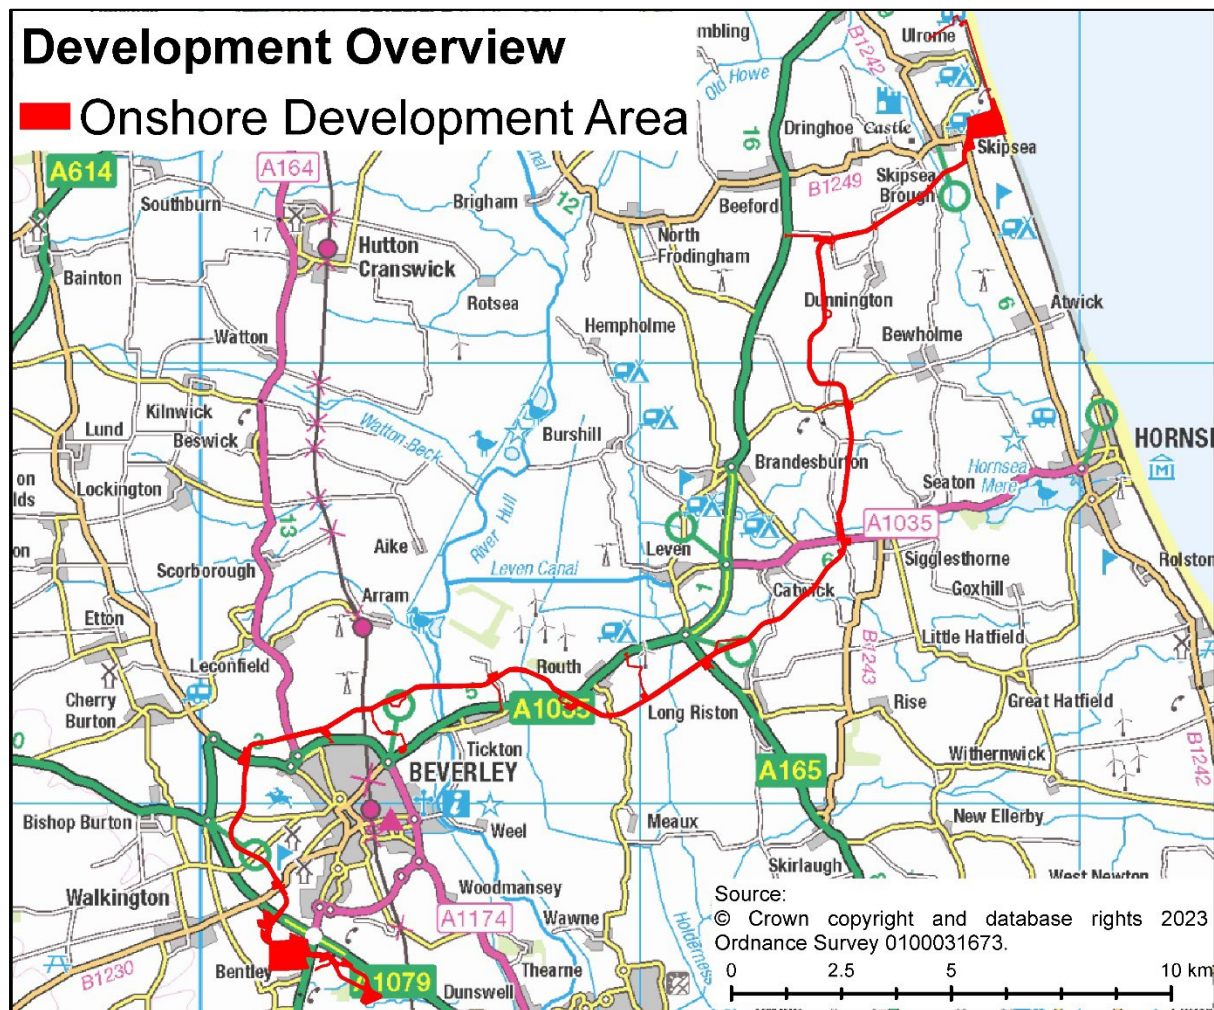 Development Overview
Onshore Development Area
mbling
Ulrome
B1242
Old Howe
16
Dringhoe
Castle
Skipsea
A614
A164
Southburn
Brigham
12
B1249
Skipsea
Brough
Beeford
17
Hutton
Cranswick
North
Frodingham
Bainton
Rotsea
Dunnington
6
Atwick
Hempholme
Bewholme
Watton
Kilnwick
Lund
Beswick
Watton Beck
Burshill
Brandesburton
HORNS
Hornsea
Mere
Seaton
on
lds
Lockington
13
River Hull
A1035
Aike
Leven
6
on
Scorborough
Leven Canal
1
Catwick
Sigglesthorne
Rolston
Goxhill
Arram
Etton
Leconfield
Routh
Little Hatfield
B1243
Cherry
Burton
5
A1035
Long Riston
Rise
Great Hatfield
0
2
Tickton
BEVERLEY
A165
Withernwick
B1242
Bishop Burton
Weel
Meaux
New Ellerby
Skirlaugh
West Newton
Walkington
Woodmansey
A1174
Wawne
Holderness
Bentley
B1230
A1079
Thearne
Dunswell
Source:
© Crown copyright and database rights 2023
Ordnance Survey 0100031673.
0 2.5 5 10 km